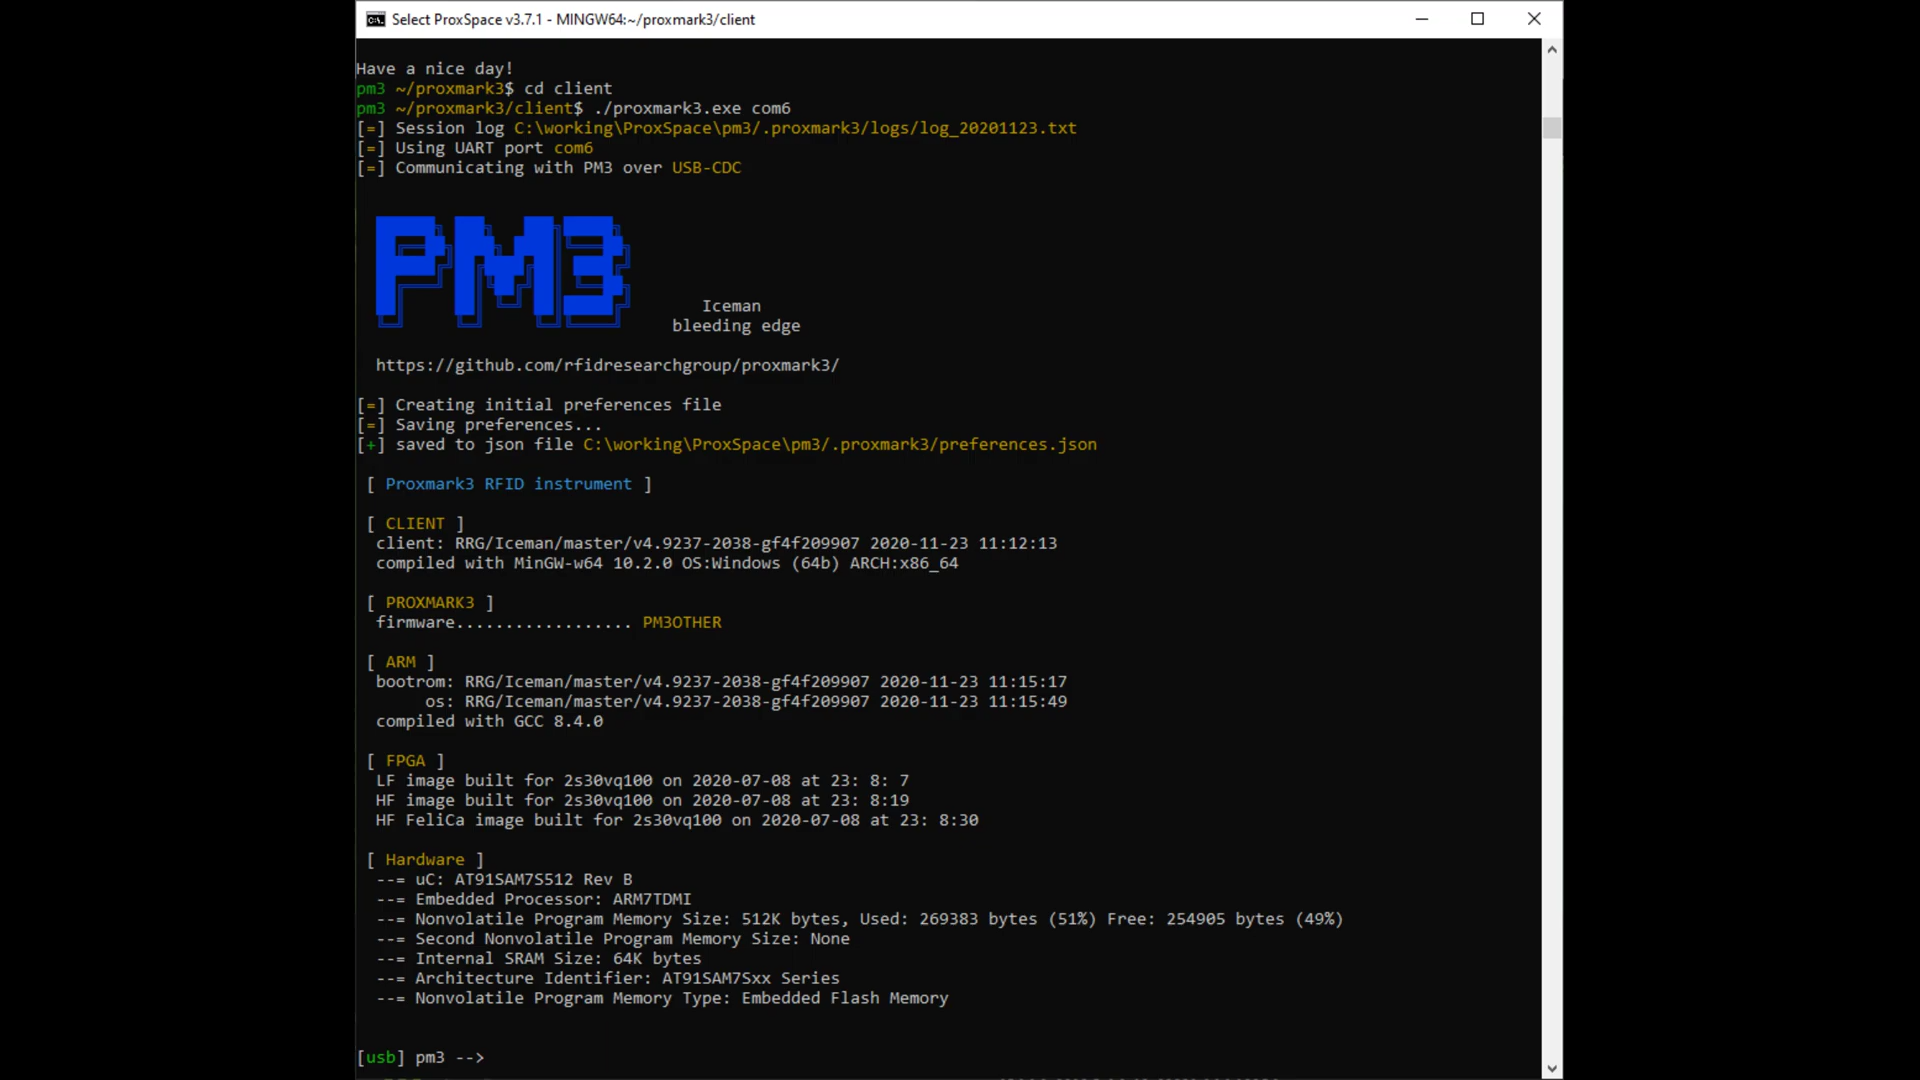 Select ProxSpace v3.7.1 - MINGW64:~/proxmark3/client
Have a nice day!
pm3 ~/proxmark3$ cd client
pm3 ~/proxmark3/client$ ./proxmark3.exe com6
[=] Session log C:\working\ProxSpace\pm3/.proxmark3/logs/log_20201123.txt
[=] Using UART port com6
[=] Communicating with PM3 over USB-CDC
PM3
Iceman
bleeding edge
https://github.com/rfidresearchgroup/proxmark3/
[=] Creating initial preferences file
[=] Saving preferences...
[+] saved to json file C:\working\ProxSpace\pm3/.proxmark3/preferences.json
[ Proxmark3 RFID instrument ]
[ CLIENT ]
client: RRG/Iceman/master/v4.9237-2038-gf4f209907 2020-11-23 11:12:13
compiled with MinGW-w64 10.2.0 OS:Windows (64b) ARCH:x86_64
[ PROXMARK3 ]
firmware.................. PM3OTHER
[ ARM ]
bootrom: RRG/Iceman/master/v4.9237-2038-gf4f209907 2020-11-23 11:15:17
os: RRG/Iceman/master/v4.9237-2038-gf4f209907 2020-11-23 11:15:49
compiled with GCC 8.4.0
[ FPGA ]
LF image built for 2s30vq100 on 2020-07-08 at 23: 8: 7
HF image built for 2s30vq100 on 2020-07-08 at 23: 8:19
HF FeliCa image built for 2s30vq100 on 2020-07-08 at 23: 8:30
[ Hardware ]
--= uC: AT91SAM7S512 Rev B
--= Embedded Processor: ARM7TDMI
--= Nonvolatile Program Memory Size: 512K bytes, Used: 269383 bytes (51%) Free: 254905 bytes (49%)
--= Second Nonvolatile Program Memory Size: None
--= Internal SRAM Size: 64K bytes
--= Architecture Identifier: AT91SAM7Sxx Series
--= Nonvolatile Program Memory Type: Embedded Flash Memory
[usb] pm3 -->